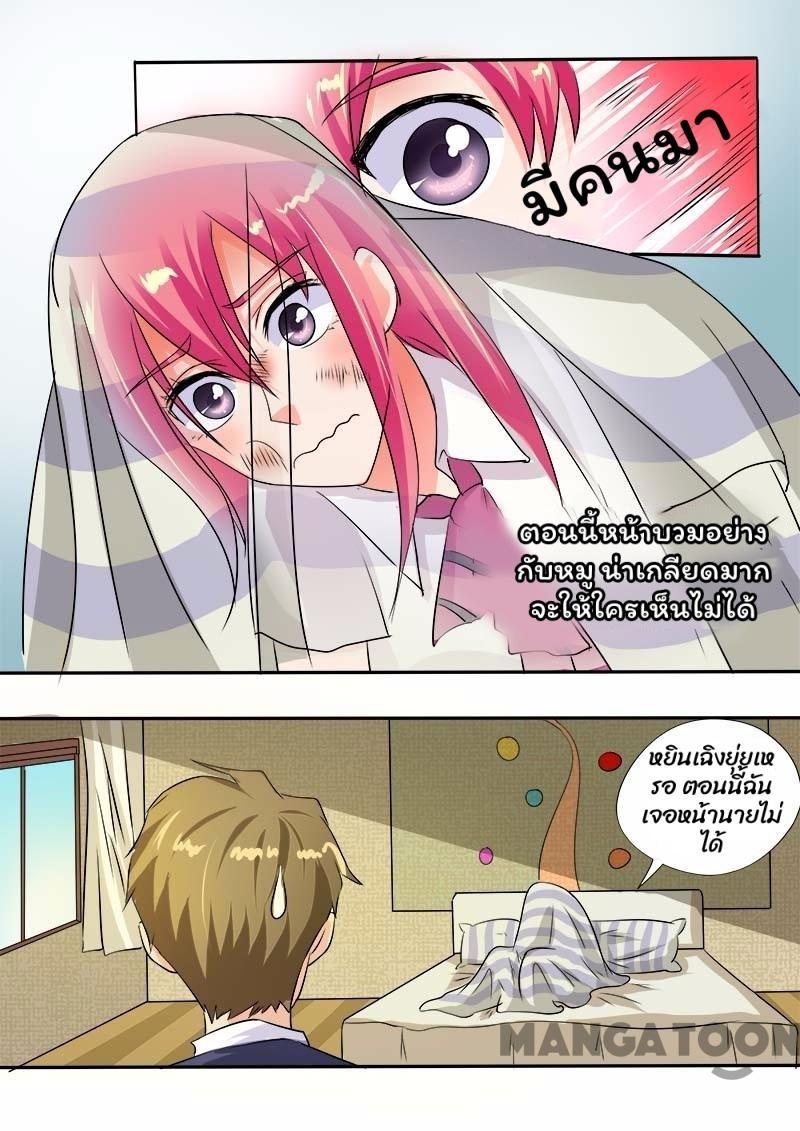 มีคนมา
ตอนนี้หน้าบวมอย่าง
กับหมู น่าเกลียดมาก
จะให้ใครเห็นไม่ได้
หยินเฉิงยุ่ยเห
รอ ตอนนี้ฉัน
เจอหน้านายไม่
ได้
MANGATOON